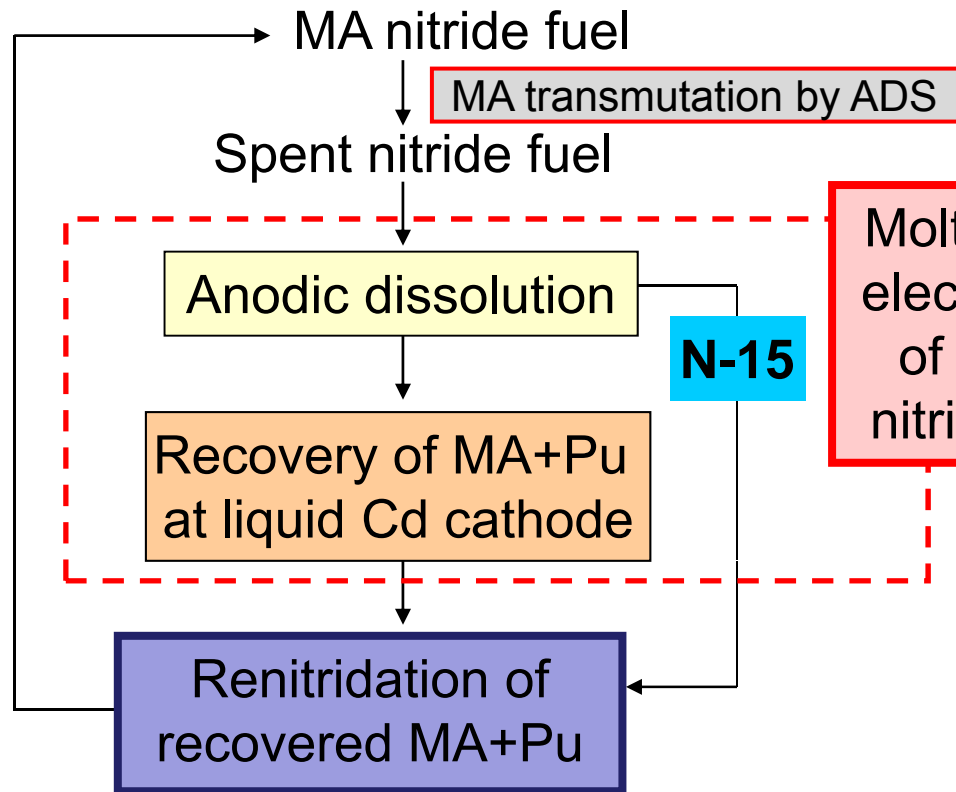 MA nitride fuel
MA transmutation by ADS
Spent nitride fuel
Anodic dissolution
N-15
of
Recovery of MA+Pu
at liquid Cd cathode
Renitridation of
recovered MA+Pu